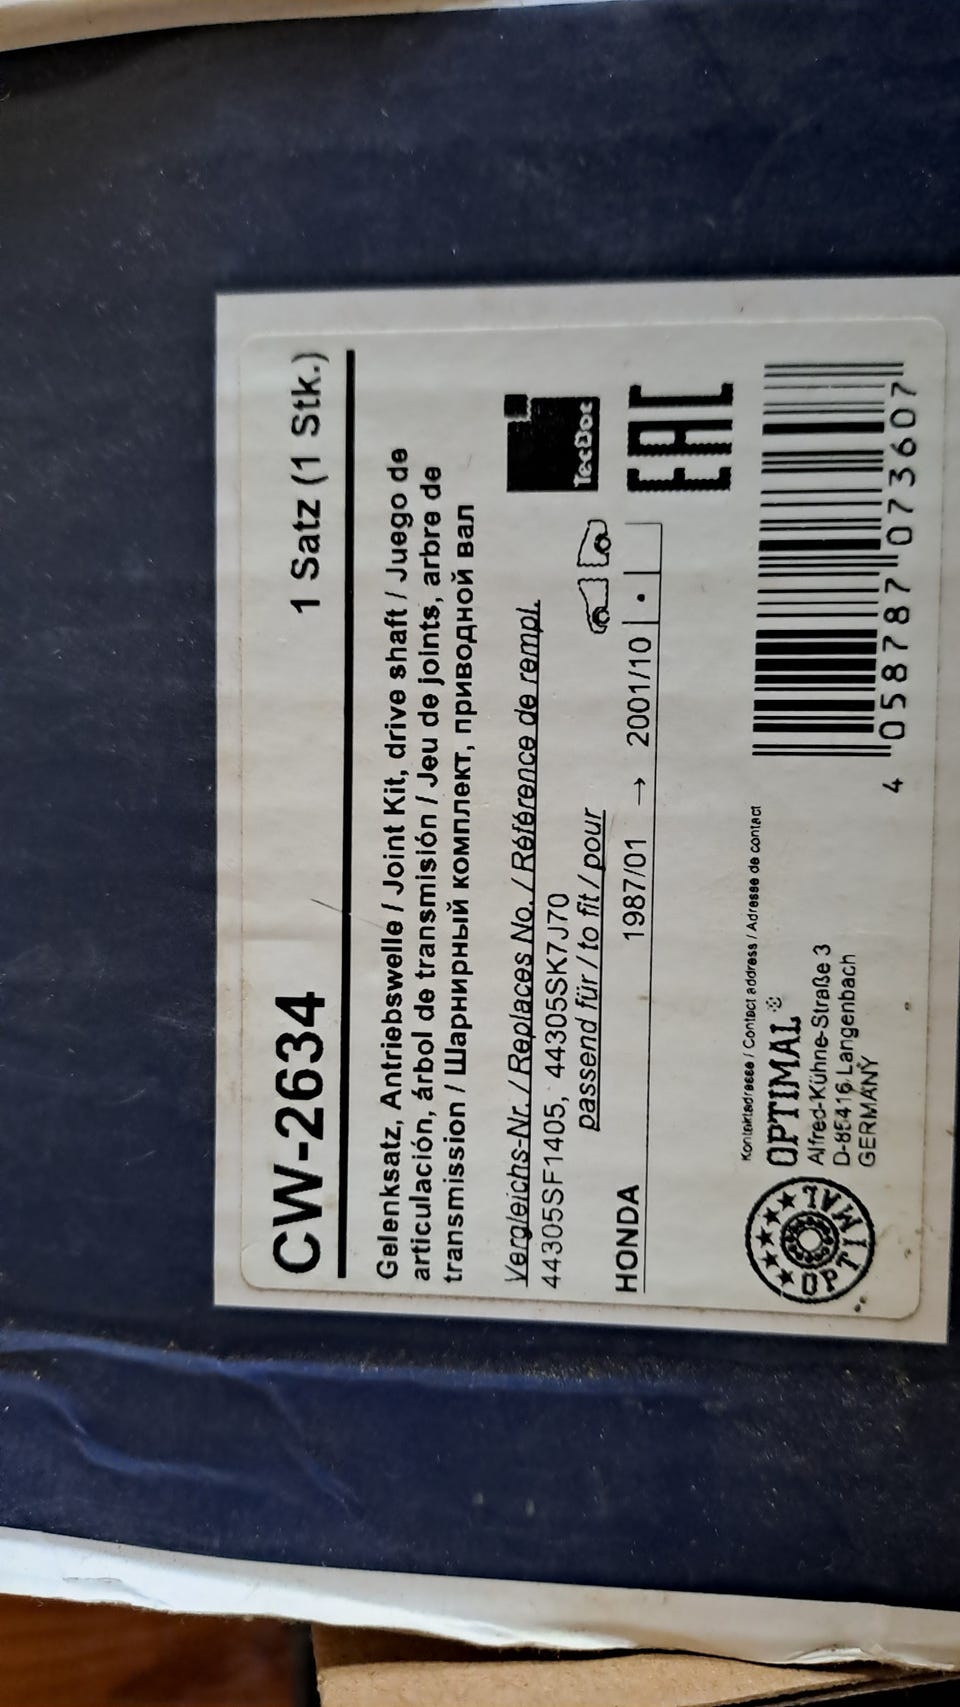 CW-2634 1 Satz (1 Stk.)
Gelenksatz, Antriebswelle / Joint Kit, drive shaft / Juego de
articulación, árbol de transmisión / Jeu de joints, arbre de
transmission / Шарнирный комплект, приводной вал
Vergleichs-Nr. / Replaces No. / Référence de rempl.
44305SF1405, 44305SK7J70
passend für / to fit / pour
HONDA 1987/01 → 2001/10 •
TecDoc
EAC
Kontaktadresse / Contact address / Adresse de contact
OPTIMAL®
Alfred-Kühne-Straße 3
D-85416 Langenbach
GERMANY
OPTIMAL
4 058787 073607